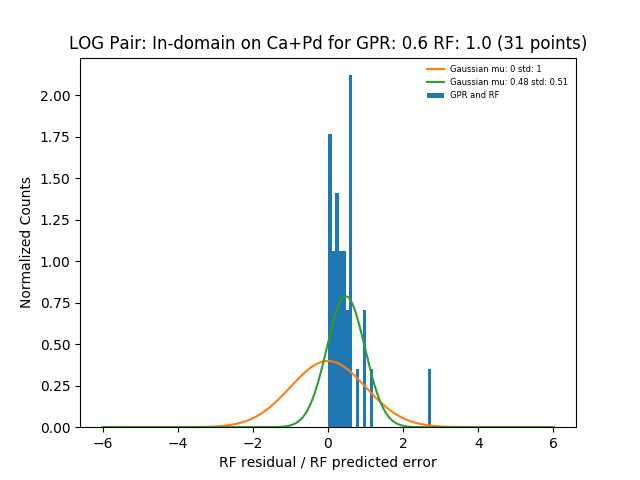 LOG Pair: In-domain on Ca+Pd for GPR: 0.6 RF: 1.0 (31 points)
Gaussian mu: 0 std: 1
Gaussian mu: 0.48 std: 0.51
GPR and RF
2.00
1.75
1.50
1.25
1.00
0.75
0.50
0.25
0.00
Normalized Counts
−6 −4 −2 0 2 4 6
RF residual / RF predicted error